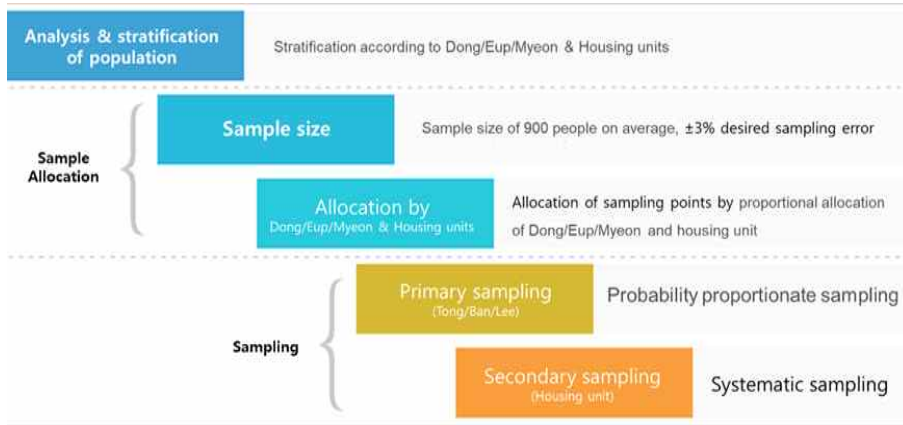 Analysis & stratification
of population
Stratification according to Dong/Eup/Myeon & Housing units
Sample
Allocation
Sample size
Sample size of 900 people on average, ±3% desired sampling error
Allocation by
Dong/Eup/Myeon & Housing units
Allocation of sampling points by proportional allocation
of Dong/Eup/Myeon and housing unit
Sampling
Primary sampling
(Tong/Ban/Lee)
Probability proportionate sampling
Secondary sampling
(Housing unit)
Systematic sampling